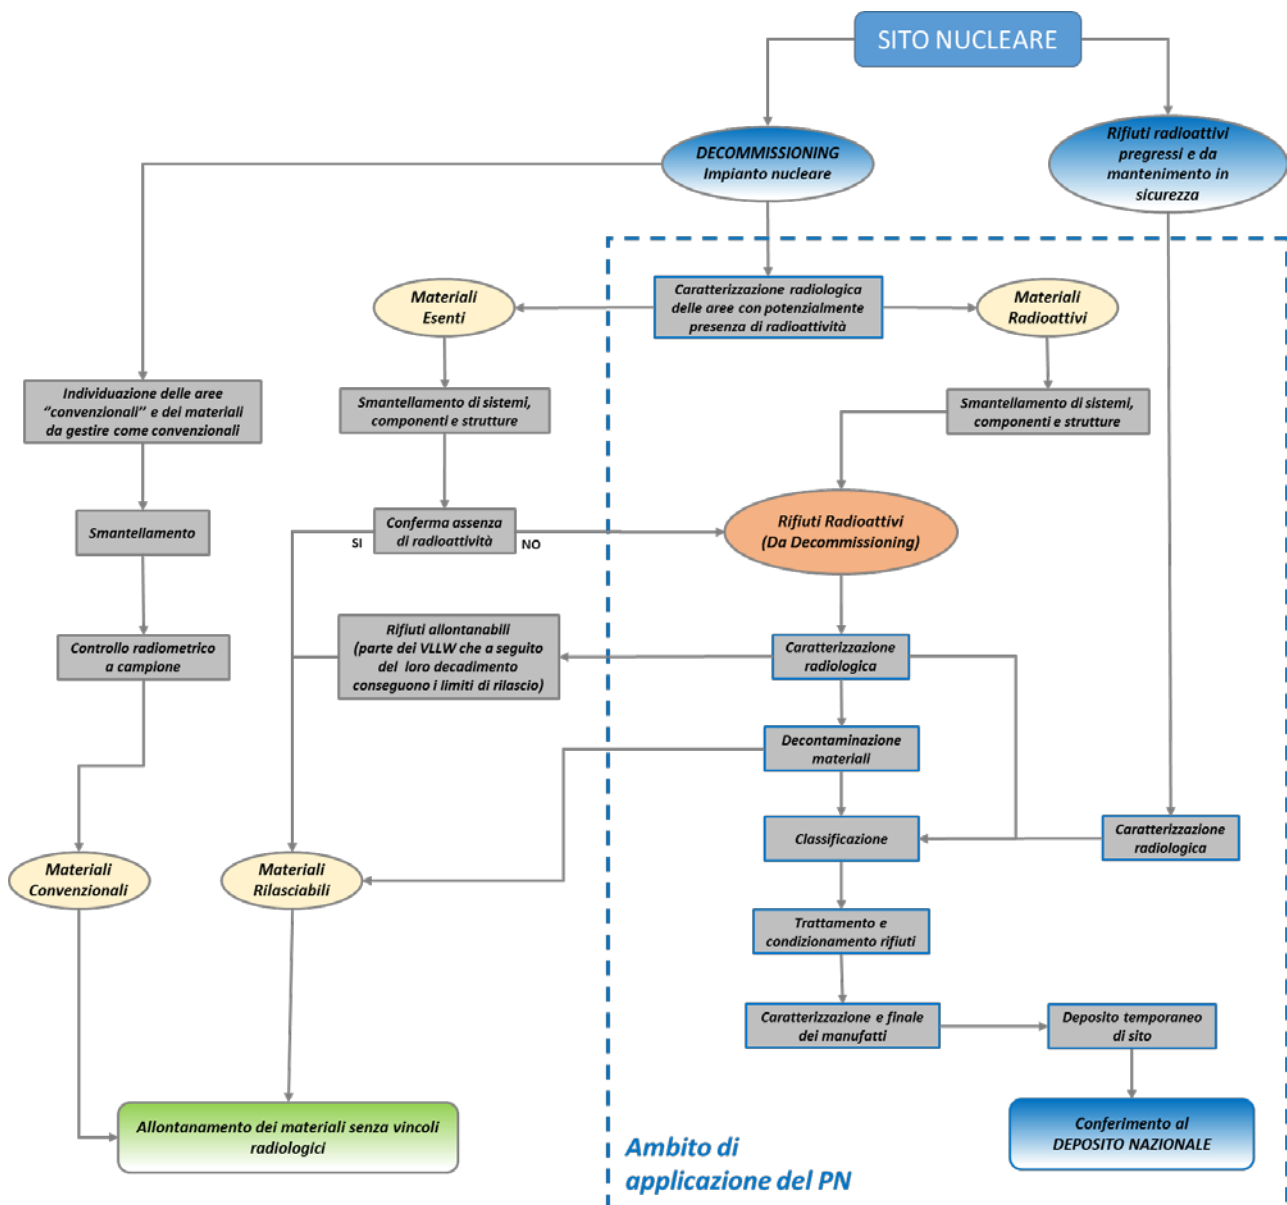 SITO NUCLEARE
DECOMMISSIONING
Impianto nucleare
Rifiuti radioattivi
pregressi e da
mantenimento in
sicurezza
Materiali
Esenti
Caratterizzazione radiologica
delle aree con potenzialmente
presenza di radioattività
Materiali
Radioattivi
Individuazione delle aree
“convenzionali” e dei materiali
da gestire come convenzionali
Smantellamento di sistemi,
componenti e strutture
Smantellamento di sistemi,
componenti e strutture
Smantellamento
Conferma assenza
di radioattività
SI
NO
Rifiuti Radioattivi
(Da Decommissioning)
Controllo radiometrico
a campione
Rifiuti allontanabili
(parte dei VLLW che a seguito
del loro decadimento
conseguono i limiti di rilascio)
Caratterizzazione
radiologica
Decontaminazione
materiali
Classificazione
Caratterizzazione
radiologica
Materiali
Convenzionali
Materiali
Rilasciabili
Trattamento e
condizionamento rifiuti
Caratterizzazione e finale
dei manufatti
Deposito temporaneo
di sito
Allontanamento dei materiali senza vincoli
radiologici
Conferimento al
DEPOSITO NAZIONALE
Ambito di
applicazione del PN